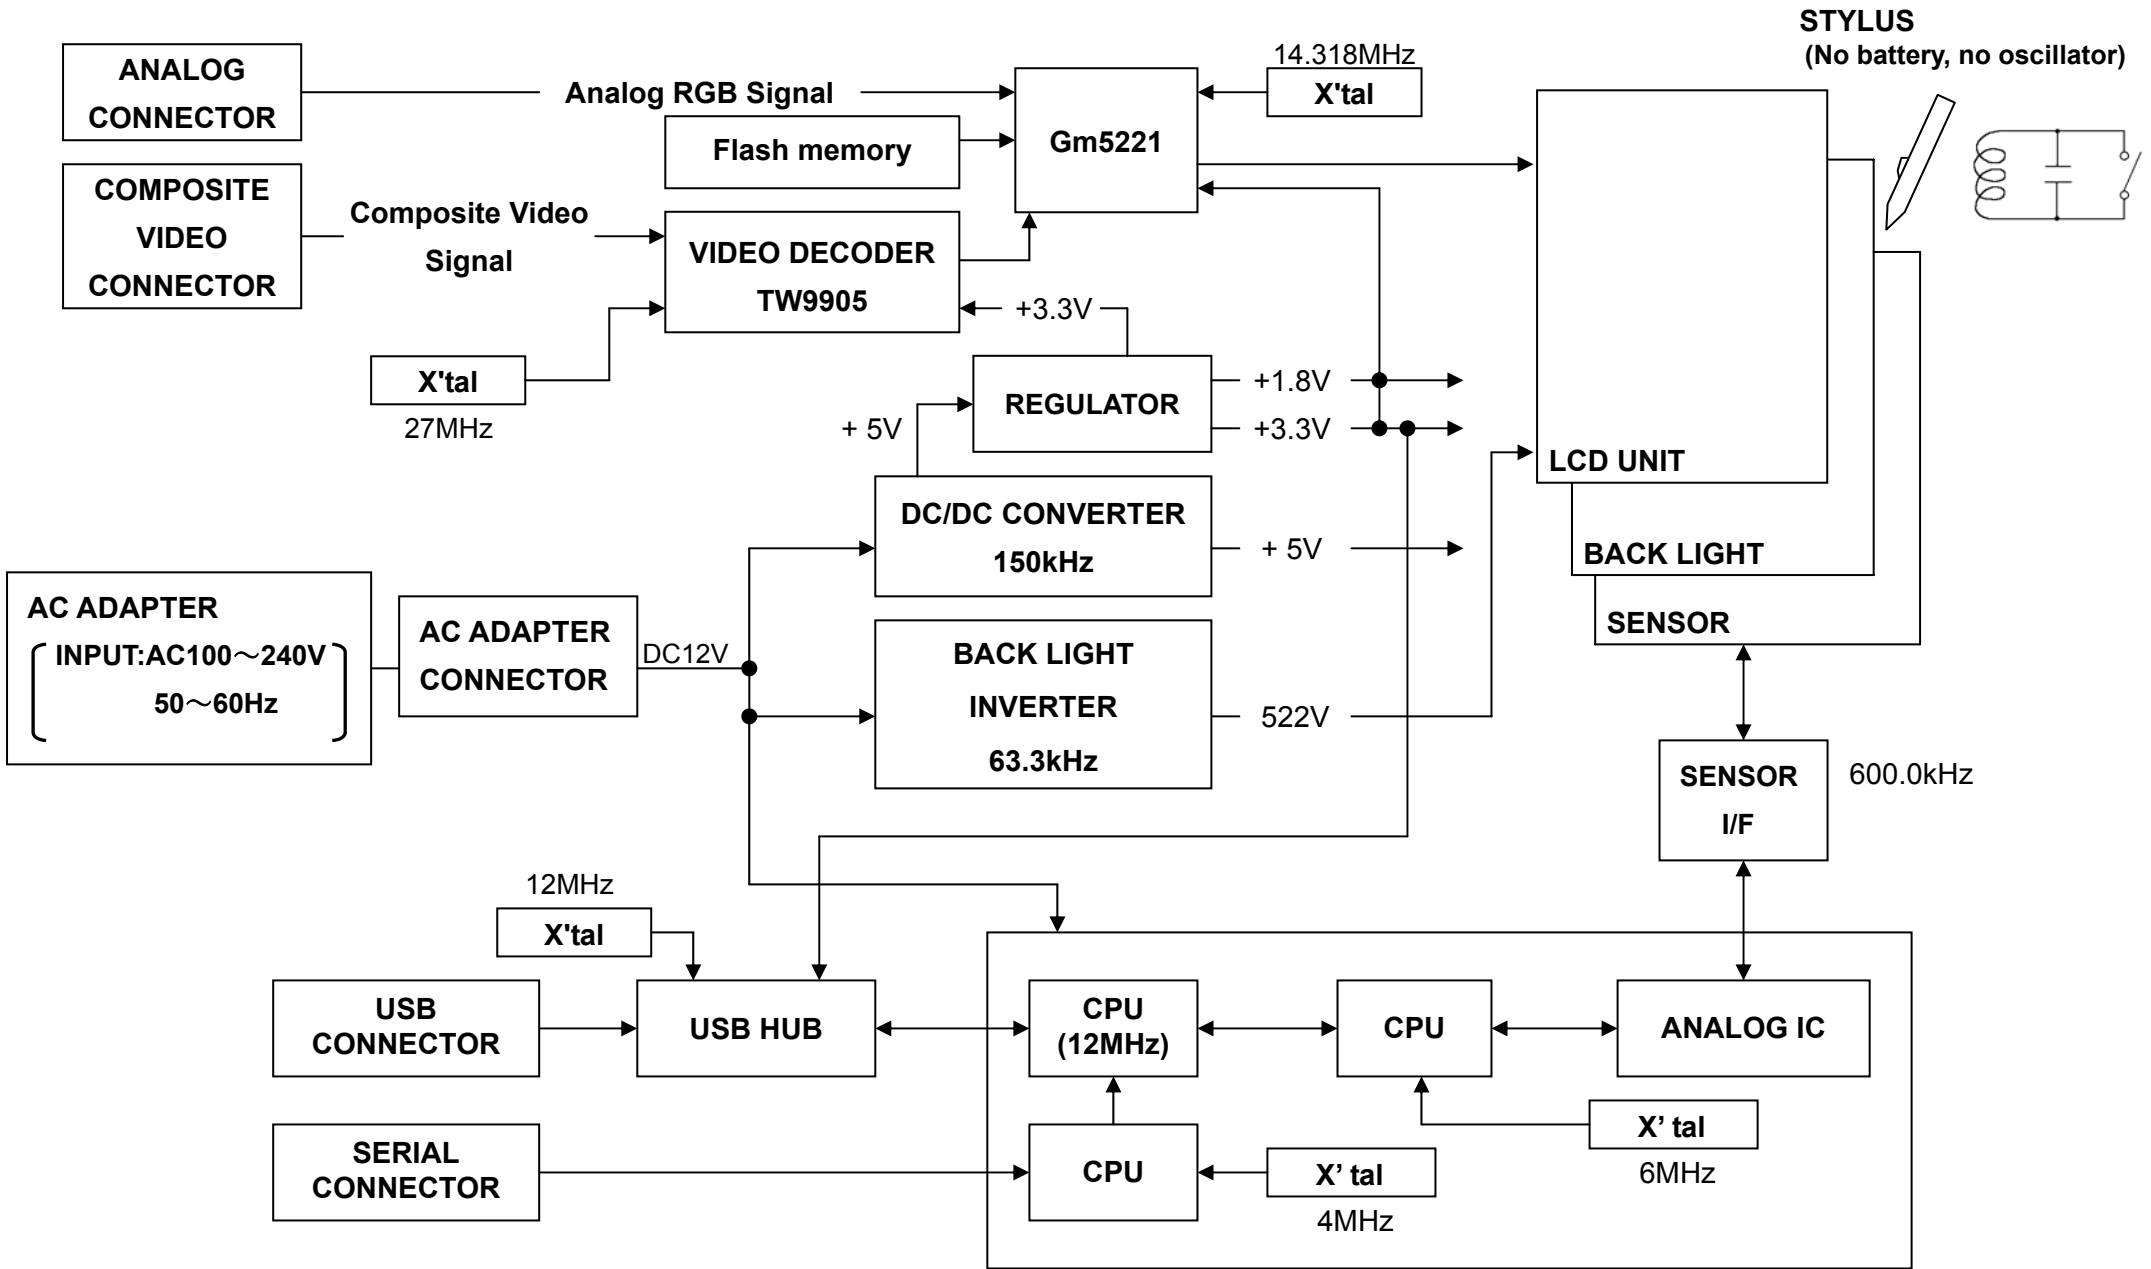 STYLUS
(No battery, no oscillator)
ANALOG
CONNECTOR
Analog RGB Signal
14.318MHz
X'tal
Gm5221
Flash memory
COMPOSITE
VIDEO
CONNECTOR
Composite Video
Signal
VIDEO DECODER
TW9905
+3.3V
X'tal
27MHz
REGULATOR
+1.8V
+3.3V
+ 5V
LCD UNIT
DC/DC CONVERTER
150kHz
+ 5V
BACK LIGHT
SENSOR
AC ADAPTER
INPUT:AC100～240V
50～60Hz
AC ADAPTER
CONNECTOR
DC12V
BACK LIGHT
INVERTER
63.3kHz
522V
SENSOR
I/F
600.0kHz
12MHz
X'tal
USB
CONNECTOR
USB HUB
CPU
(12MHz)
CPU
ANALOG IC
X’ tal
6MHz
SERIAL
CONNECTOR
CPU
X’ tal
4MHz